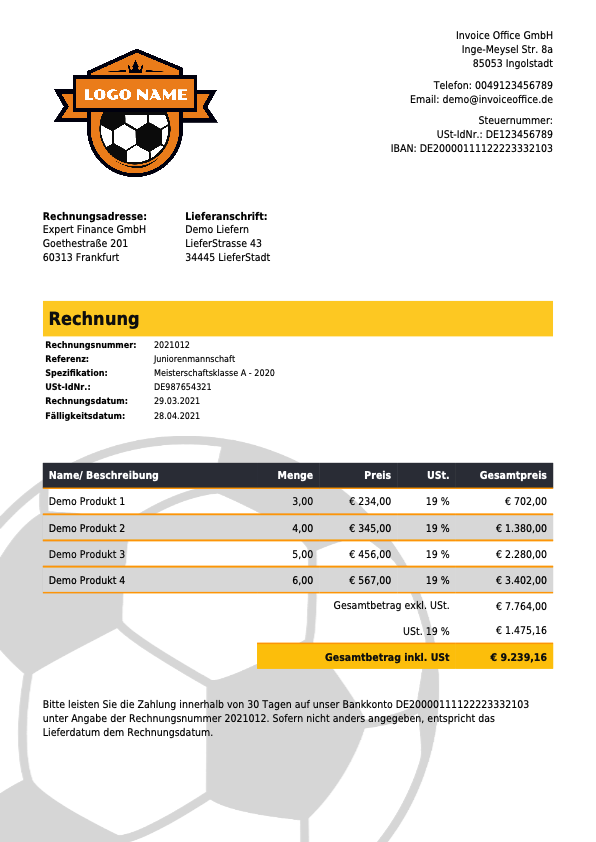 LOGO NAME
Invoice Office GmbH
Inge-Meysel Str. 8a
85053 Ingolstadt
Telefon: 0049123456789
Email: demo@invoiceoffice.de
Steuernummer:
USt-IdNr.: DE123456789
IBAN: DE20000111122223332103
Rechnungsadresse: Lieferanschrift:
Expert Finance GmbH Demo Liefern
Goethestraße 201 LieferStrasse 43
60313 Frankfurt 34445 LieferStadt
Rechnung
Rechnungsnummer: 2021012
Referenz: Juniorenmannschaft
Spezifikation: Meisterschaftsklasse A - 2020
USt-IdNr.: DE987654321
Rechnungsdatum: 29.03.2021
Fälligkeitsdatum: 28.04.2021
Name/ Beschreibung Menge Preis USt. Gesamtpreis
Demo Produkt 1 3,00 € 234,00 19 % € 702,00
Demo Produkt 2 4,00 € 345,00 19 % € 1.380,00
Demo Produkt 3 5,00 € 456,00 19 % € 2.280,00
Demo Produkt 4 6,00 € 567,00 19 % € 3.402,00
Gesamtbetrag exkl. USt. € 7.764,00
USt. 19 % € 1.475,16
Gesamtbetrag inkl. USt € 9.239,16
Bitte leisten Sie die Zahlung innerhalb von 30 Tagen auf unser Bankkonto DE20000111122223332103
unter Angabe der Rechnungsnummer 2021012. Sofern nicht anders angegeben, entspricht das
Lieferdatum dem Rechnungsdatum.